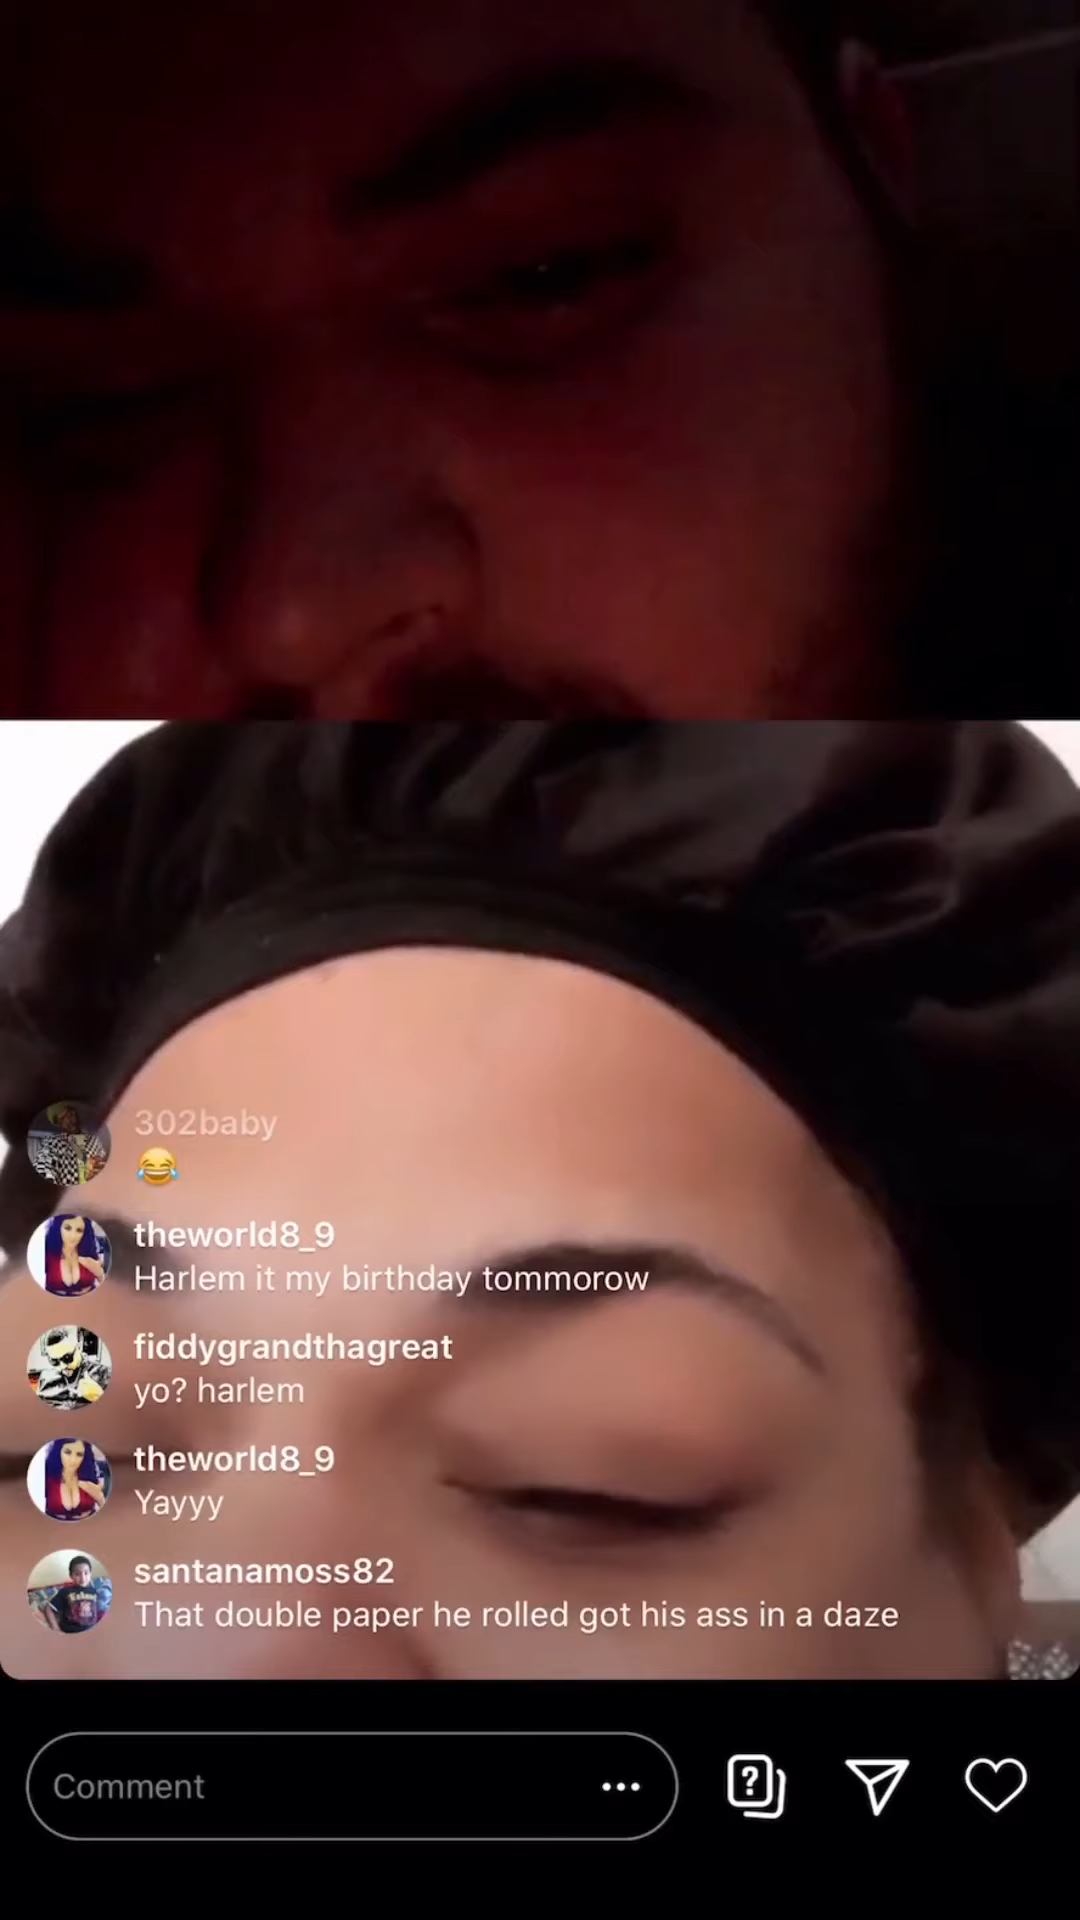 302baby
😂
theworld8_9
Harlem it my birthday tommorow
fiddygrandthagreat
yo? harlem
theworld8_9
Yayyy
santanamoss82
That double paper he rolled got his ass in a daze
Comment